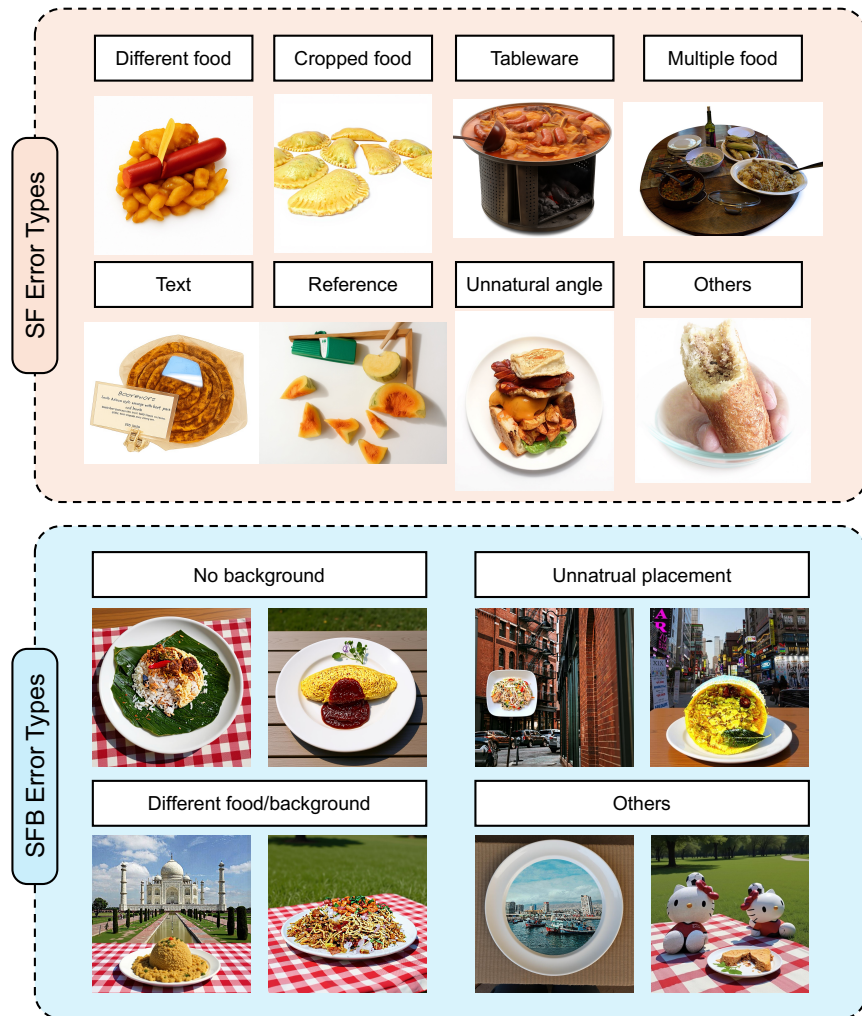 SF Error Types
Different food
Cropped food
Tableware
Multiple food
Text
Reference
Unnatural angle
Others
Boerewors
SFB Error Types
No background
Unnatrual placement
Different food/background
Others